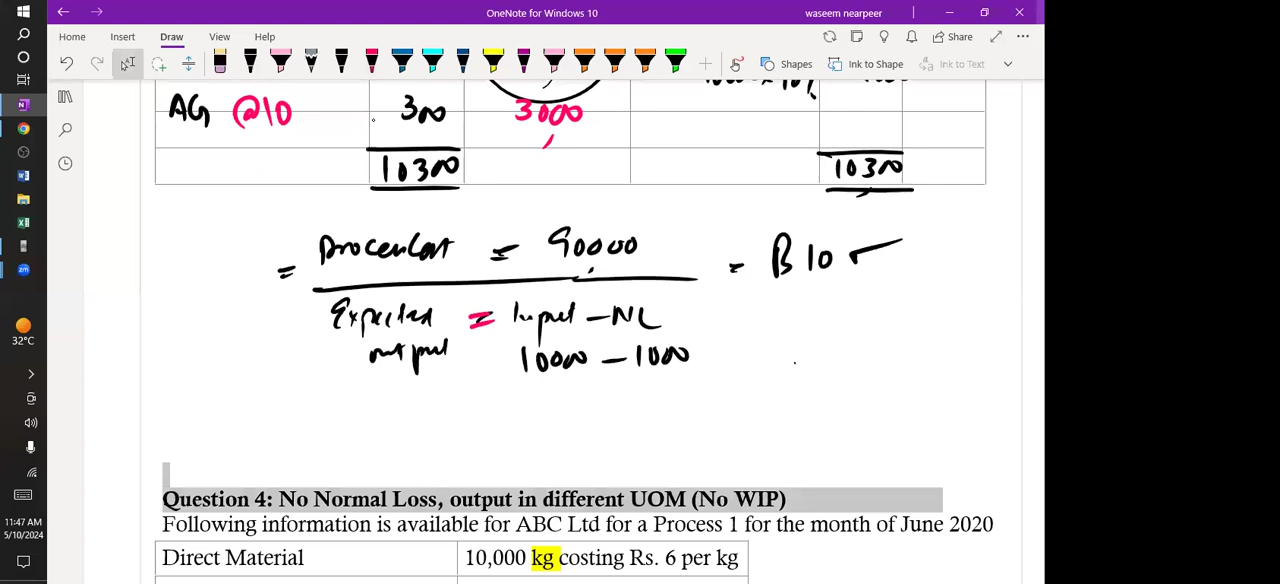 OneNote for Windows 10
waseem nearpeer
Home Insert Draw View Help
Share
Shapes Ink to Shape Ink to Text
AG @10 300 3000
10300 10300
= Process Cost = 90000 = B 10
Expected = Input - NL
output 10000 - 1000
32°C
Question 4: No Normal Loss, output in different UOM (No WIP)
Following information is available for ABC Ltd for a Process 1 for the month of June 2020
Direct Material 10,000 kg costing Rs. 6 per kg
11:47 AM
5/10/2024